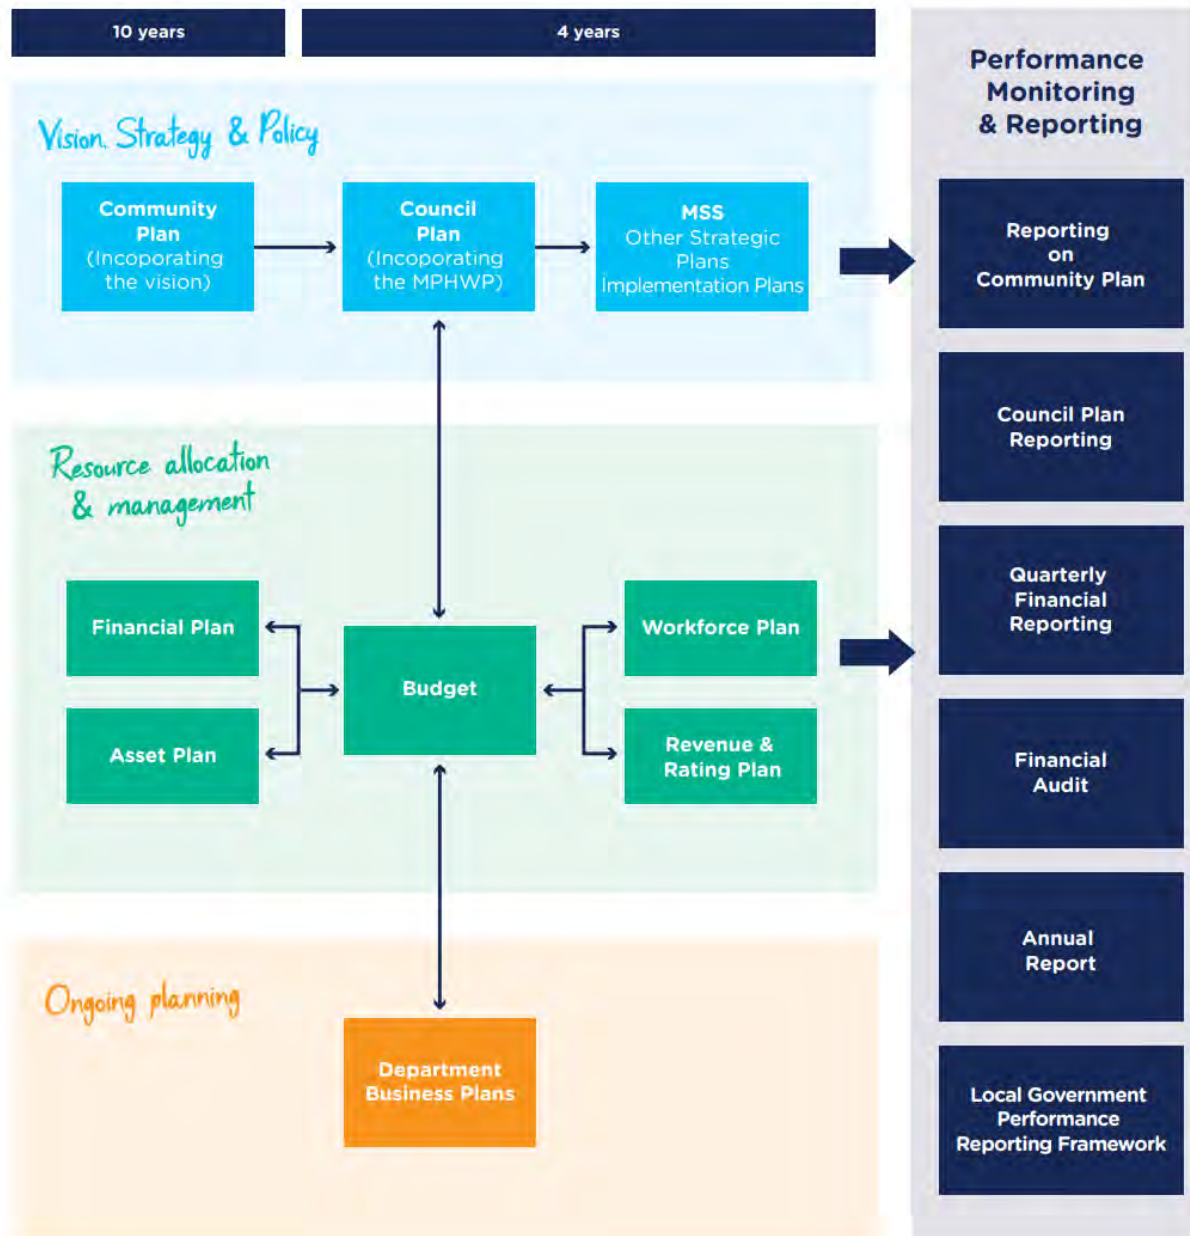 10 years
4 years
Performance
Monitoring
& Reporting
Vision, Strategy & Policy
Community
Plan
(Incoporating
the vision)
Council
Plan
(Incoporating
the MPHWP)
MSS
Other Strategic
Plans
Implementation Plans
Reporting
on
Community Plan
Council Plan
Reporting
Resource allocation
& management
Financial Plan
Asset Plan
Budget
Workforce Plan
Revenue &
Rating Plan
Quarterly
Financial
Reporting
Financial
Audit
Ongoing planning
Department
Business Plans
Annual
Report
Local Government
Performance
Reporting Framework